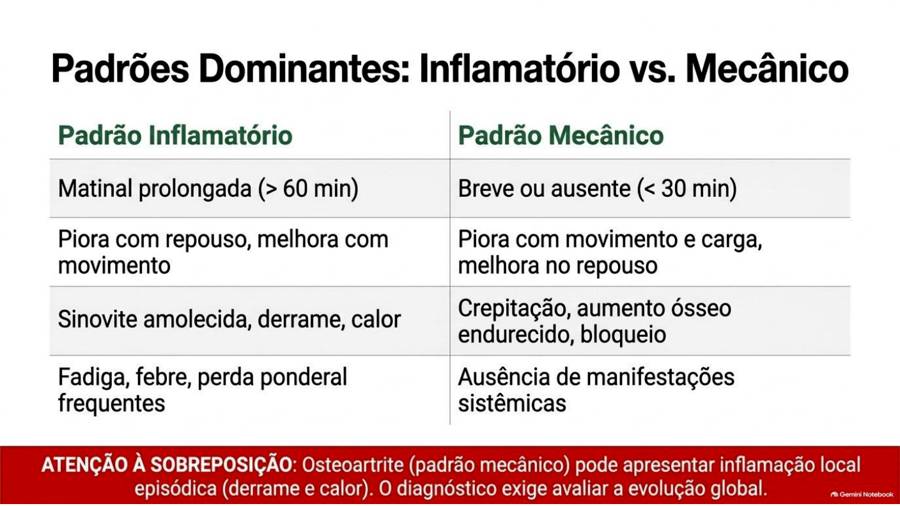 Padrões Dominantes: Inflamatório vs. Mecânico
Padrão Inflamatório
Padrão Mecânico
Matinal prolongada (> 60 min)
Breve ou ausente (< 30 min)
Piora com repouso, melhora com
movimento
Piora com movimento e carga,
melhora no repouso
Sinovite amolecida, derrame, calor
Crepitação, aumento ósseo
endurecido, bloqueio
Fadiga, febre, perda ponderal
frequentes
Ausência de manifestações
sistêmicas
ATENÇÃO À SOBREPOSIÇÃO: Osteoartrite (padrão mecânico) pode apresentar inflamação local
episódica (derrame e calor). O diagnóstico exige avaliar a evolução global.
Gemini Notebook